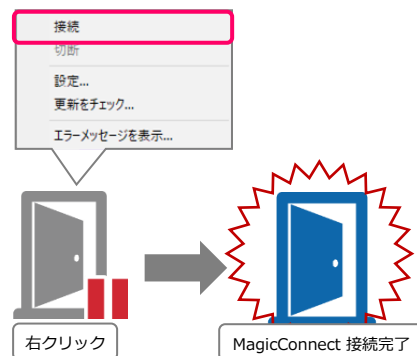 接続
切断
設定...
更新をチェック...
エラーメッセージを表示...
右クリック
MagicConnect 接続完了